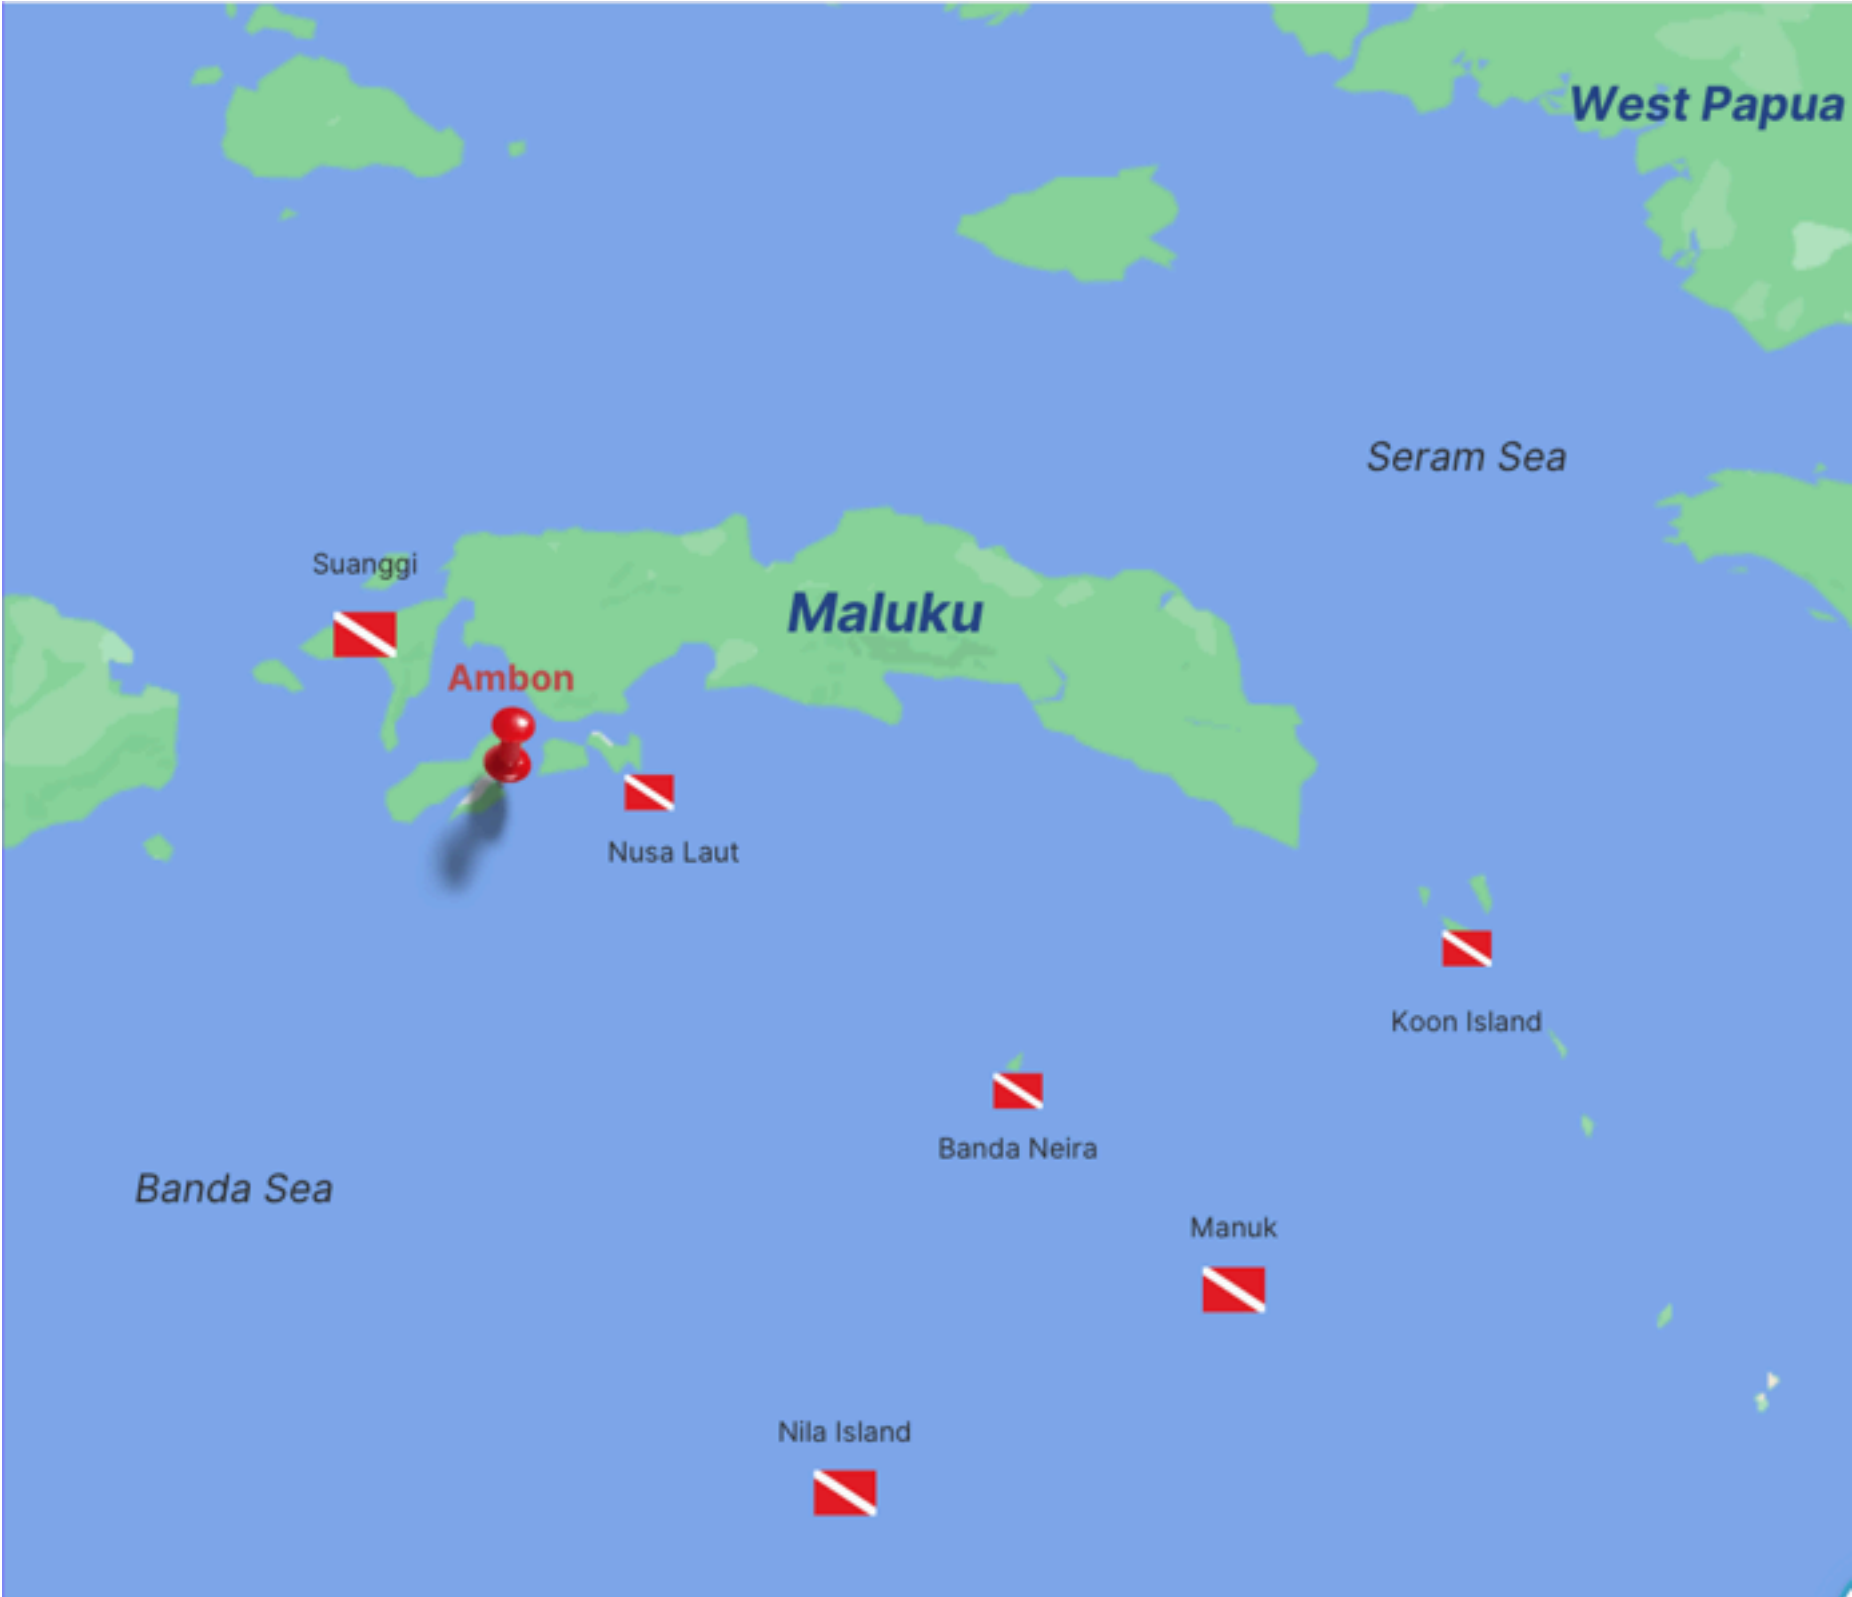 West Papua
Seram Sea
Suanggi
Maluku
Ambon
Nusa Laut
Koon Island
Banda Neira
Banda Sea
Manuk
Nila Island